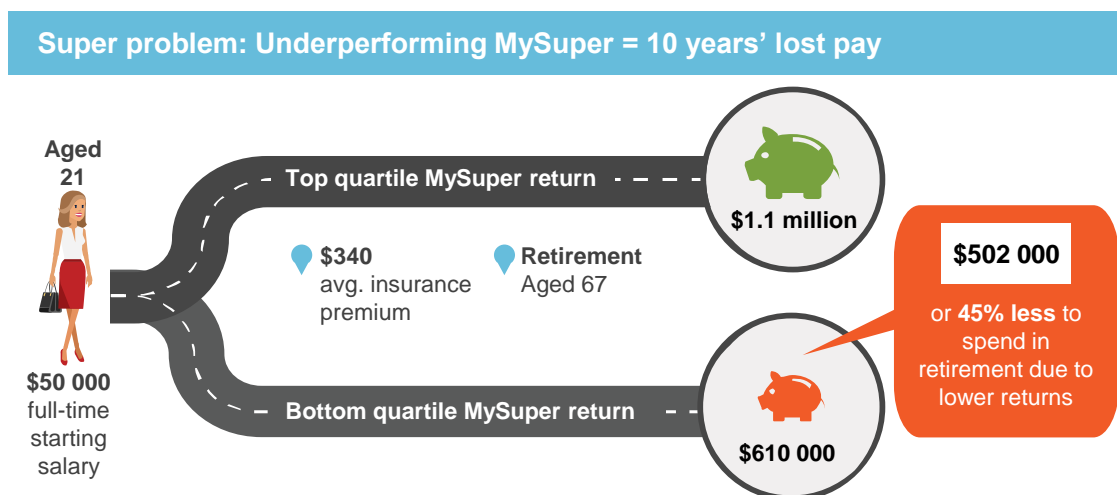 Super problem: Underperforming MySuper = 10 years’ lost pay
Aged
21
$50 000
full-time
starting
salary
Top quartile MySuper return
$1.1 million
$340
avg. insurance
premium
Retirement
Aged 67
Bottom quartile MySuper return
$610 000
$502 000
or 45% less to
spend in
retirement due to
lower returns